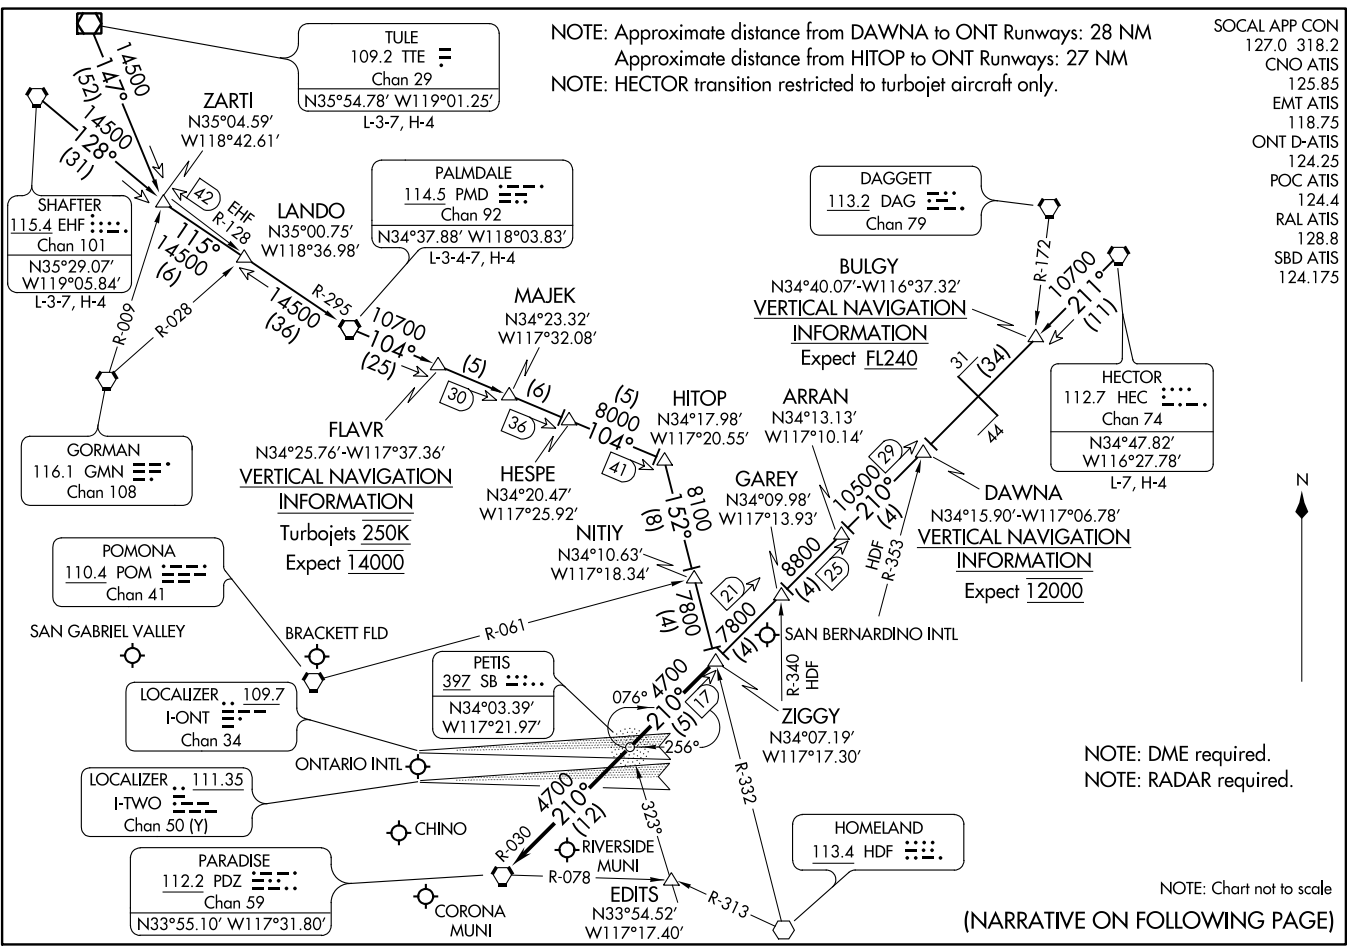 NOTE: Approximate distance from DAWNA to ONT Runways: 28 NM
Approximate distance from HITOP to ONT Runways: 27 NM
NOTE: HECTOR transition restricted to turbojet aircraft only.
SOCAL APP CON
127.0 318.2
CNO ATIS
125.85
EMT ATIS
118.75
ONT D-ATIS
124.25
POC ATIS
124.4
RAL ATIS
128.8
SBD ATIS
124.175
TULE
109.2 TTE
Chan 29
N35°54.78' W119°01.25'
L-3-7, H-4
14500
147°
(52)
14500
128°
(31)
ZARTI
N35°04.59'
W118°42.61'
SHAFTER
115.4 EHF
Chan 101
N35°29.07'
W119°05.84'
L-3-7, H-4
42
EHF
R-128
115°
14500
(6)
LANDO
N35°00.75'
W118°36.98'
PALMDALE
114.5 PMD
Chan 92
N34°37.88' W118°03.83'
L-3-4-7, H-4
R-009
R-028
R-295
14500
(36)
GORMAN
116.1 GMN
Chan 108
10700
104°
(25)
(5)
30
MAJEK
N34°23.32'
W117°32.08'
(6)
36
FLAVR
N34°25.76'-W117°37.36'
VERTICAL NAVIGATION
INFORMATION
Turbojets 250K
Expect 14000
HESPE
N34°20.47'
W117°25.92'
(5)
8000
104°
41
HITOP
N34°17.98'
W117°20.55'
DAGGETT
113.2 DAG
Chan 79
R-172
BULGY
N34°40.07'-W116°37.32'
VERTICAL NAVIGATION
INFORMATION
Expect FL240
10700
211°
(11)
HECTOR
112.7 HEC
Chan 74
N34°47.82'
W116°27.78'
L-7, H-4
31
(34)
44
ARRAN
N34°13.13'
W117°10.14'
29
10500
210°
(4)
DAWNA
N34°15.90'-W117°06.78'
VERTICAL NAVIGATION
INFORMATION
Expect 12000
HDF
R-353
GAREY
N34°09.98'
W117°13.93'
8800
(4)
25
8100
152°
(8)
NITIY
N34°10.63'
W117°18.34'
7800
(4)
21
7800
(4)
SAN BERNARDINO INTL
R-340
HDF
N
POMONA
110.4 POM
Chan 41
R-061
SAN GABRIEL VALLEY
BRACKETT FLD
PETIS
397 SB
N34°03.39'
W117°21.97'
076°
4700
210°
(5)
17
256°
ZIGGY
N34°07.19'
W117°17.30'
LOCALIZER 109.7
I-ONT
Chan 34
ONTARIO INTL
LOCALIZER 111.35
I-TWO
Chan 50 (Y)
CHINO
4700
210°
(12)
R-030
323°
R-332
RIVERSIDE
MUNI
PARADISE
112.2 PDZ
Chan 59
N33°55.10' W117°31.80'
R-078
CORONA
MUNI
EDITS
N33°54.52'
W117°17.40'
R-313
HOMELAND
113.4 HDF
NOTE: DME required.
NOTE: RADAR required.
NOTE: Chart not to scale
(NARRATIVE ON FOLLOWING PAGE)